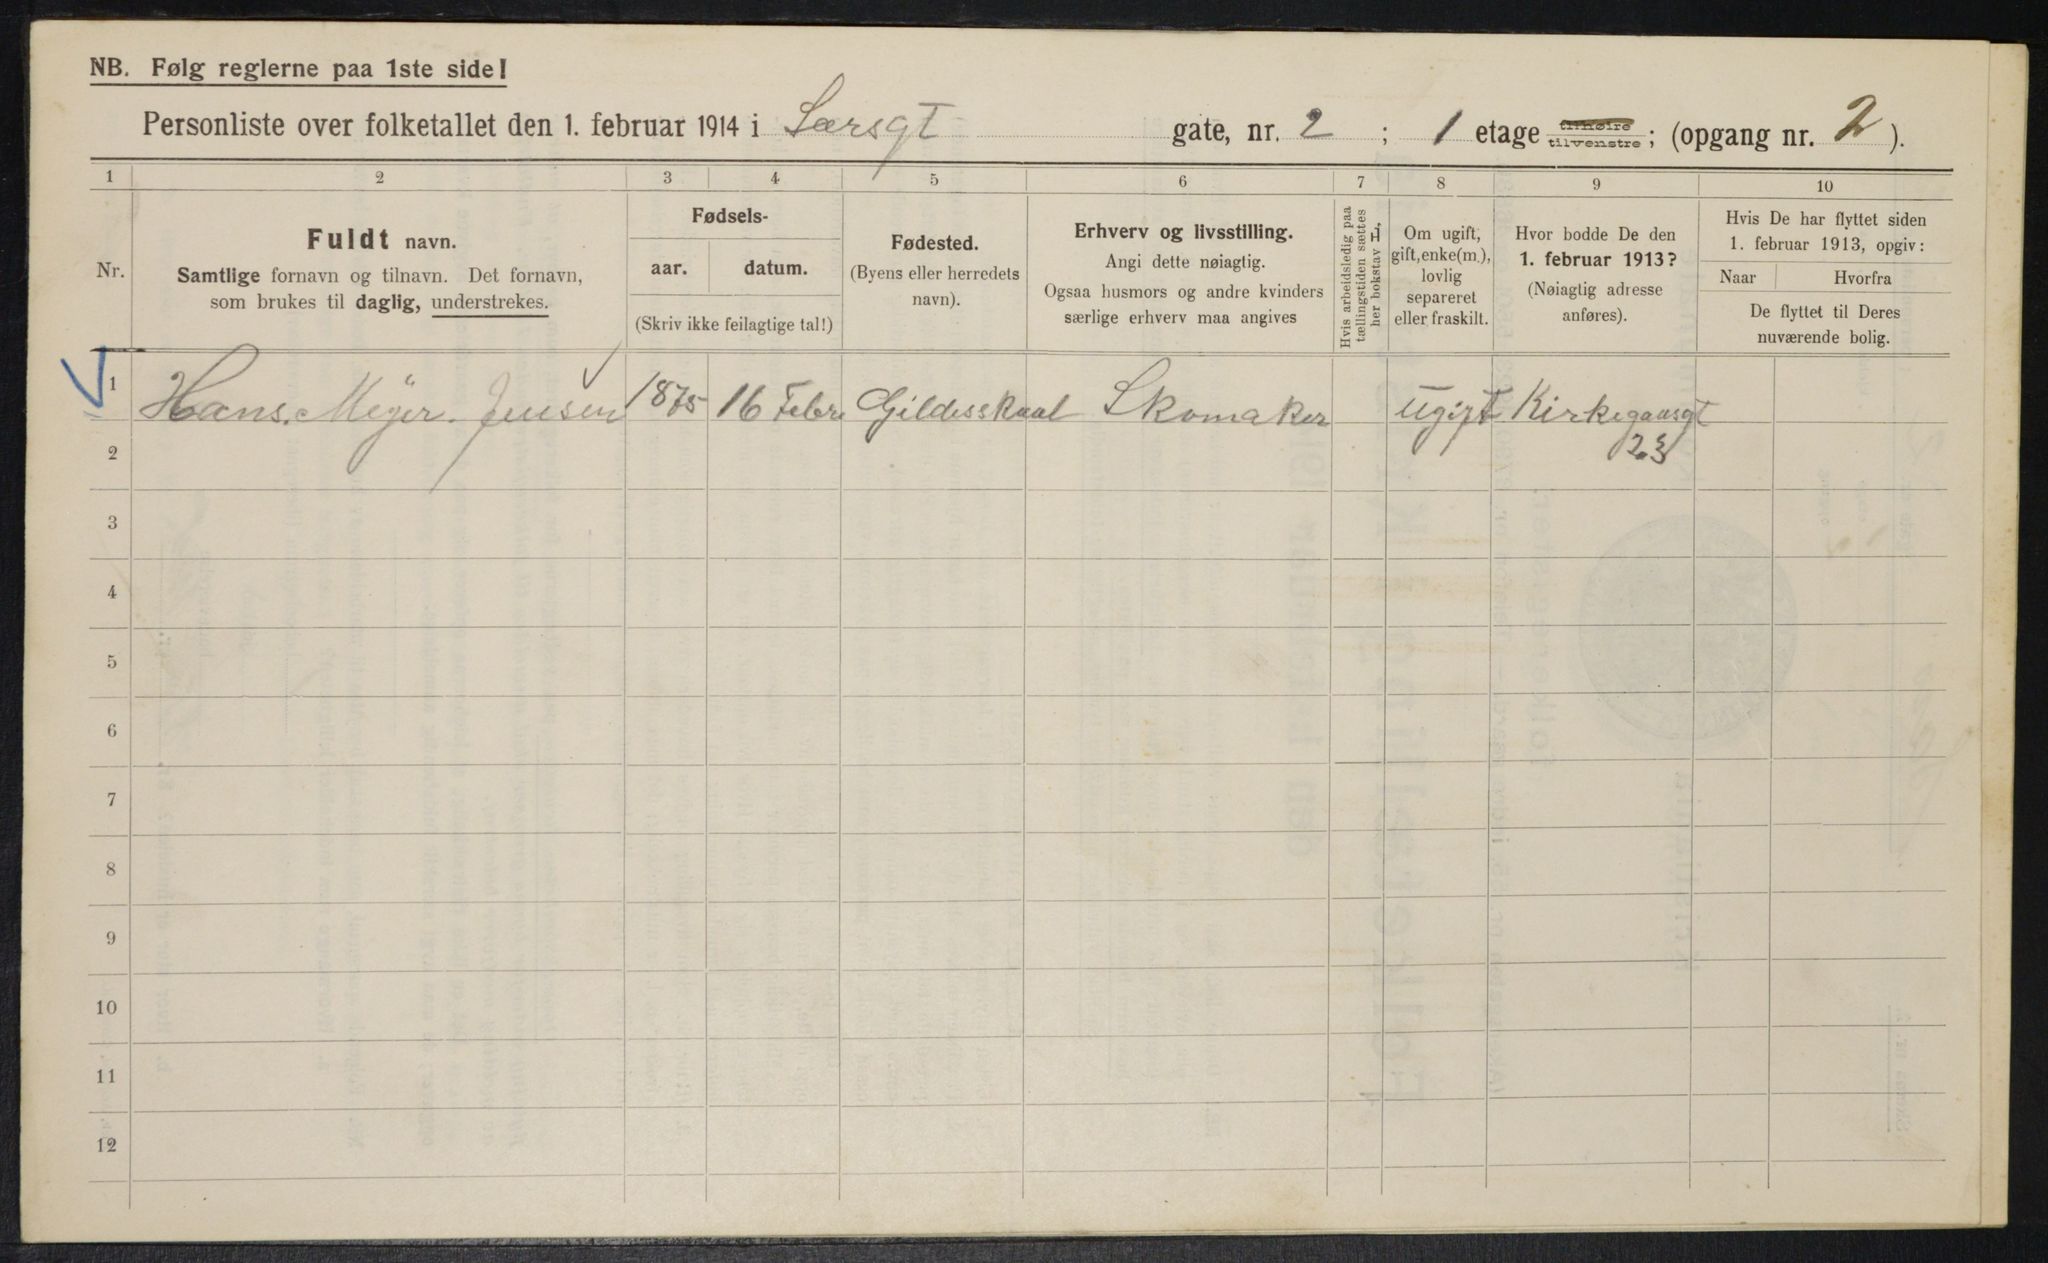 NB. Følg reglerne paa 1ste side!
Personliste over folketallet den 1. februar 1914 i Sorsgt gate, nr. 2 ; 1 etage tilhøire tilvenstre ; (opgang nr. 2 ).
1 2 3 4 5 6 7 8 9 10
Nr.
Fuldt navn.
Samtlige fornavn og tilnavn. Det fornavn,
som brukes til daglig, understrekes.
Fødsels-
aar. datum.
(Skriv ikke feilagtige tal!)
Fødested.
(Byens eller herredets
navn).
Erhverv og livsstilling.
Angi dette nøiagtig.
Ogsaa husmors og andre kvinders
særlige erhverv maa angives
Hvis arbeidsledig paa
tællingstiden sættes
her bokstav L.
Om ugift,
gift, enke(m.),
lovlig
separeret
eller fraskilt.
Hvor bodde De den
1. februar 1913?
(Nøiagtig adresse
anføres).
Hvis De har flyttet siden
1. februar 1913, opgiv:
Naar Hvorfra
De flyttet til Deres
nuværende bolig.
1 Hans. Meyer. Jensen 1875 16 Febr Gildesskaal Skomaker ugift Kirkegaasgt
2 23
3
4
5
6
7
8
9
10
11
12